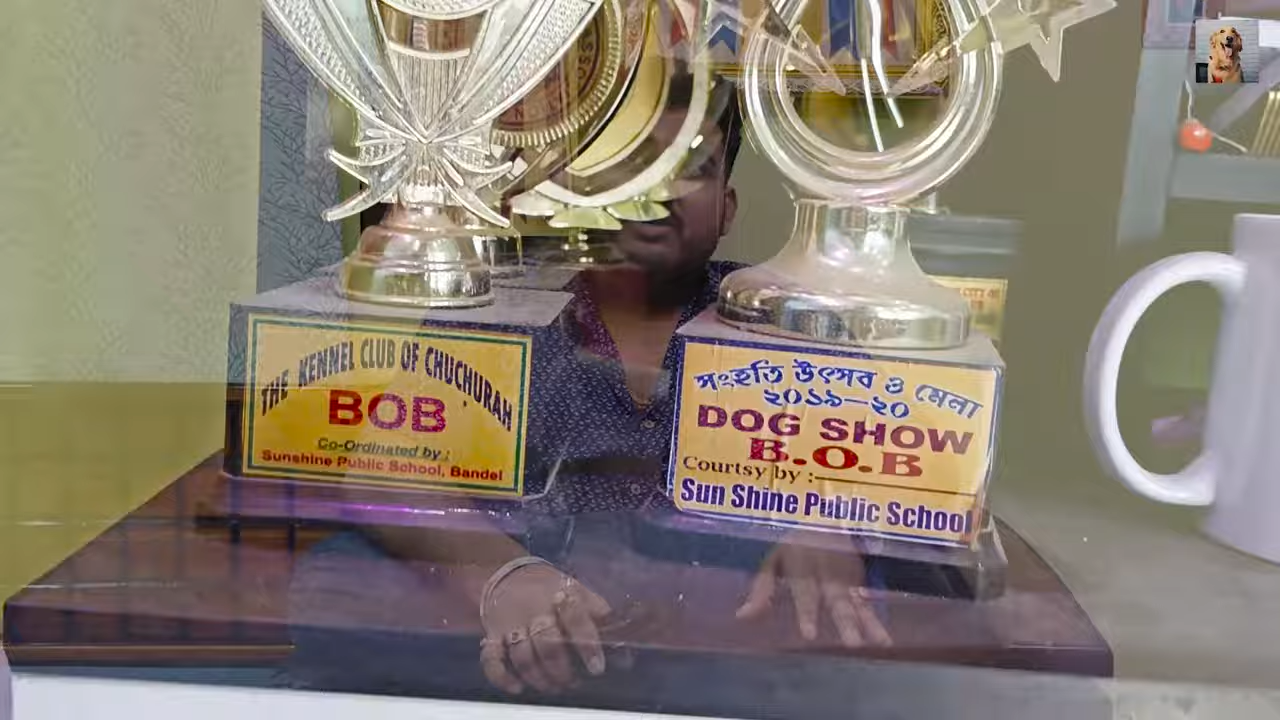 THE KENNEL CLUB OF CHUCHURAH
BOB
Co-Ordinated by :
Sunshine Public School, Bandel
সংহতি উৎসব ও মেলা
২০১৯—২০
DOG SHOW
B.O.B
Courtsy by :
Sun Shine Public School